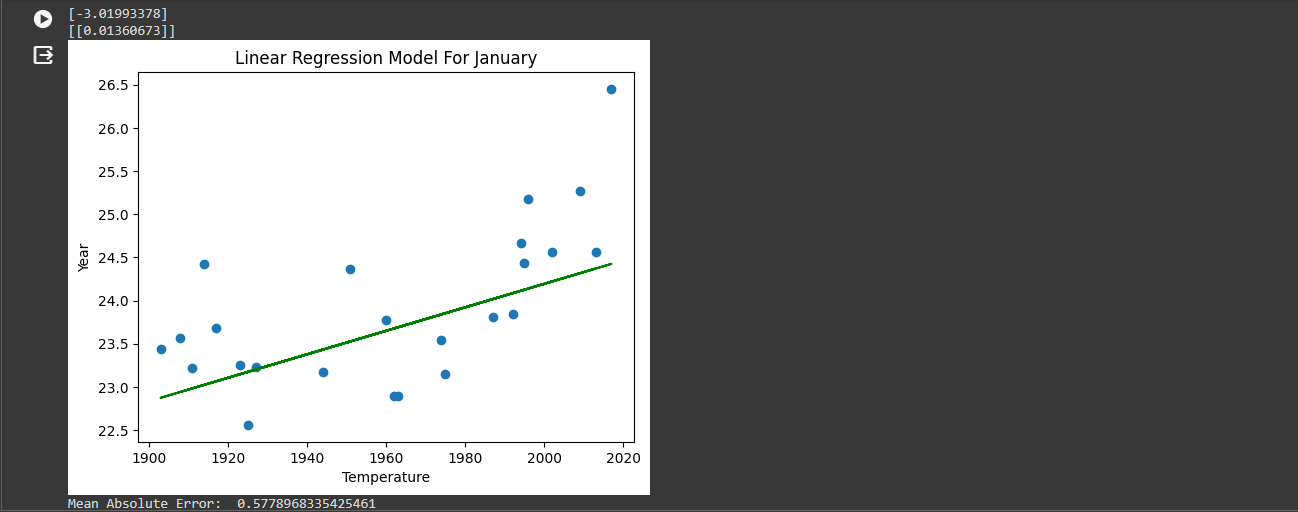 [-3.01993378]
[[0.01360673]]
Linear Regression Model For January
26.5
26.0
25.5
25.0
24.5
24.0
23.5
23.0
22.5
Year
1900 1920 1940 1960 1980 2000 2020
Temperature
Mean Absolute Error:  0.5778968335425461